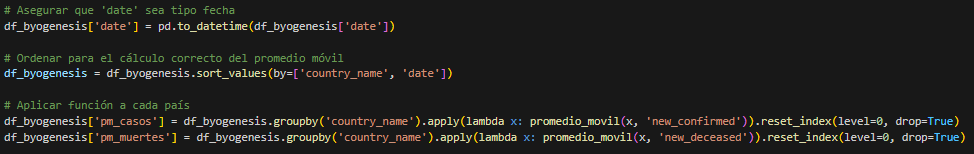 # Asegurar que 'date' sea tipo fecha
df_byogenesis['date'] = pd.to_datetime(df_byogenesis['date'])
# Ordenar para el cálculo correcto del promedio móvil
df_byogenesis = df_byogenesis.sort_values(by=['country_name', 'date'])
# Aplicar función a cada país
df_byogenesis['pm_casos'] = df_byogenesis.groupby('country_name').apply(lambda x: promedio_movil(x, 'new_confirmed')).reset_index(level=0, drop=True)
df_byogenesis['pm_muertes'] = df_byogenesis.groupby('country_name').apply(lambda x: promedio_movil(x, 'new_deceased')).reset_index(level=0, drop=True)